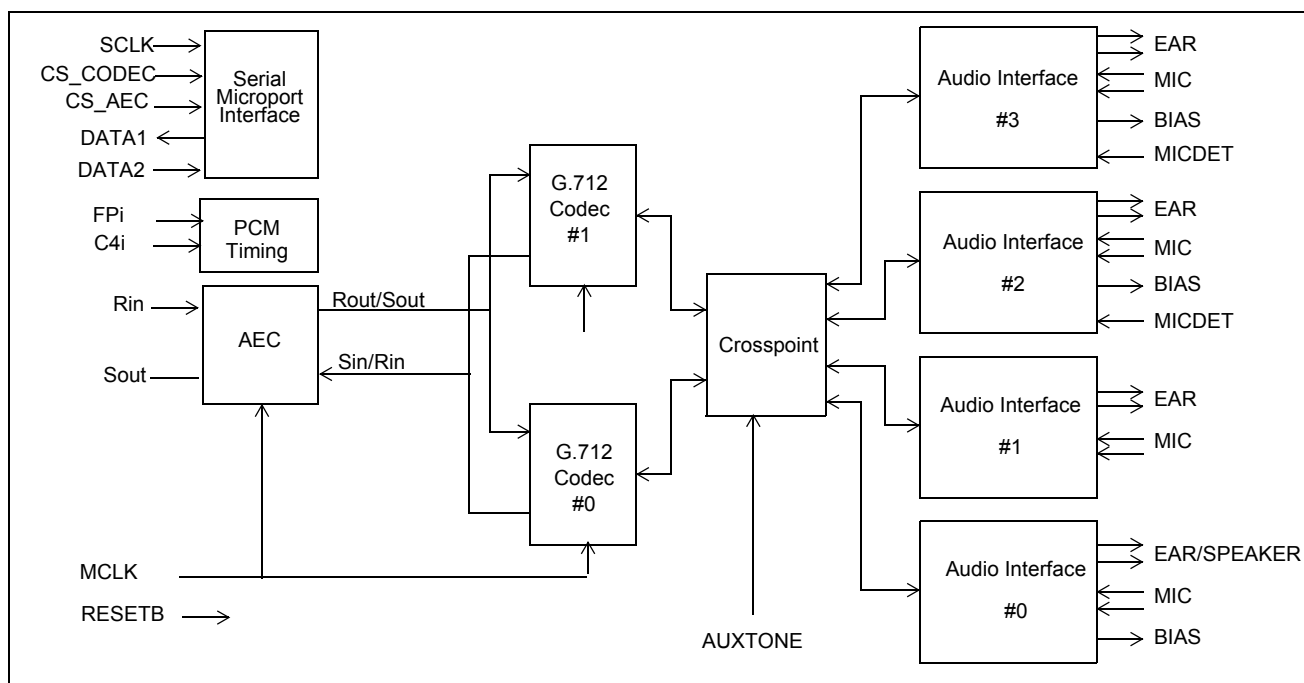 SCLK
CS_CODEC
CS_AEC
DATA1
DATA2
Serial
Microport
Interface
FPi
C4i
PCM
Timing
Rin
Sout
AEC
Rout/Sout
Sin/Rin
MCLK
RESETB
G.712
Codec
#1
G.712
Codec
#0
Crosspoint
AUXTONE
Audio Interface
#3
EAR
MIC
BIAS
MICDET
Audio Interface
#2
EAR
MIC
BIAS
MICDET
Audio Interface
#1
EAR
MIC
Audio Interface
#0
EAR/SPEAKER
MIC
BIAS